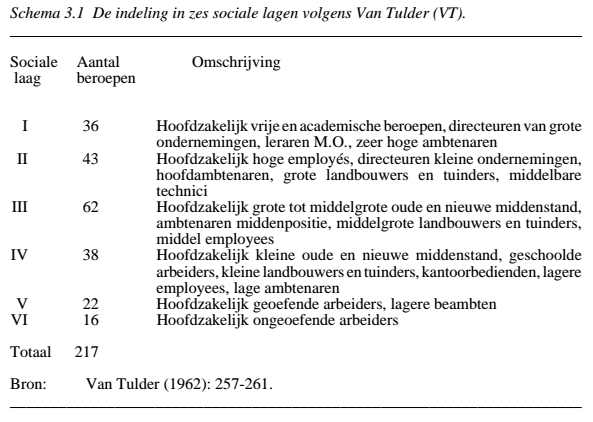 Schema 3.1 De indeling in zes sociale lagen volgens Van Tulder (VT).
Sociale Aantal Omschrijving
laag beroepen
I 36 Hoofdzakelijk vrije en academische beroepen, directeuren van grote
ondernemingen, leraren M.O., zeer hoge ambtenaren
II 43 Hoofdzakelijk hoge employés, directeuren kleine ondernemingen,
hoofdambtenaren, grote landbouwers en tuinders, middelbare
technici
III 62 Hoofdzakelijk grote tot middelgrote oude en nieuwe middenstand,
ambtenaren middenpositie, middelgrote landbouwers en tuinders,
middel employees
IV 38 Hoofdzakelijk kleine oude en nieuwe middenstand, geschoolde
arbeiders, kleine landbouwers en tuinders, kantoorbedienden, lagere
employees, lage ambtenaren
V 22 Hoofdzakelijk geoefende arbeiders, lagere beambten
VI 16 Hoofdzakelijk ongeoefende arbeiders
Totaal 217
Bron: Van Tulder (1962): 257-261.